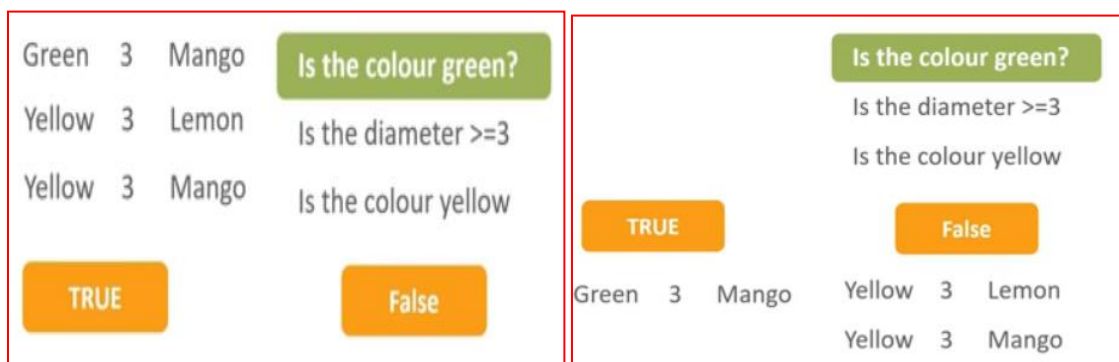 Green 3 Mango
Yellow 3 Lemon
Yellow 3 Mango
Is the colour green?
Is the diameter >=3
Is the colour yellow
TRUE
False
Is the colour green?
Is the diameter >=3
Is the colour yellow
TRUE
False
Green 3 Mango
Yellow 3 Lemon
Yellow 3 Mango